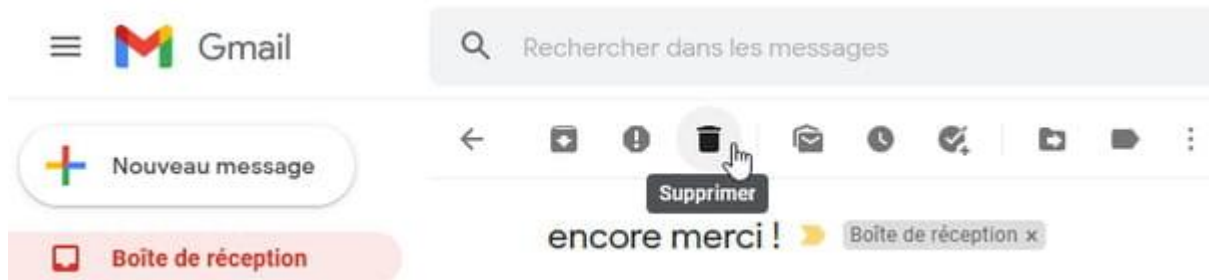 Gmail
Rechercher dans les messages
Nouveau message
Supprimer
encore merci !
Boîte de réception ×
Boîte de réception